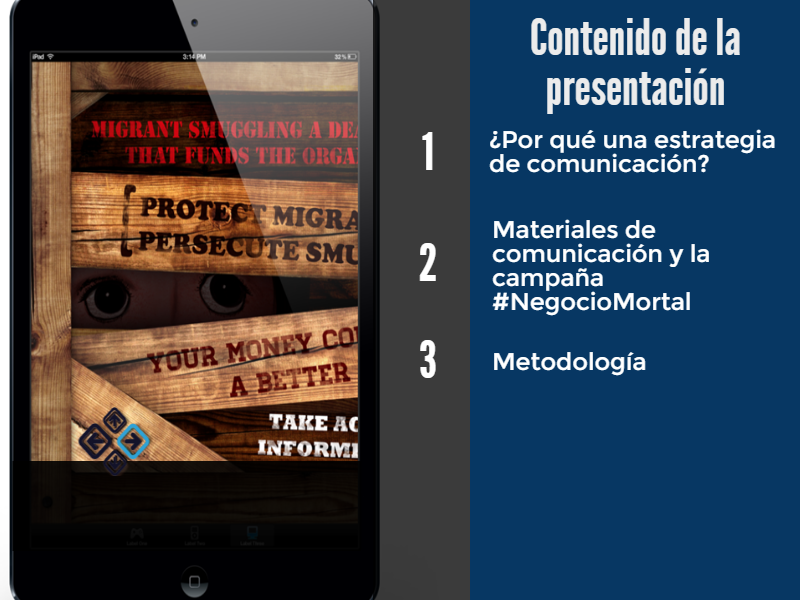 iPad
3:14 PM
32%
MIGRANT SMUGGLING A DEA
THAT FUNDS THE ORGA
PROTECT MIGRA
PERSECUTE SMU
YOUR MONEY COU
A BETTER
TAKE AC
INFORM
Contenido de la
presentación
1
¿Por qué una estrategia
de comunicación?
2
Materiales de
comunicación y la
campaña
#NegocioMortal
3
Metodología